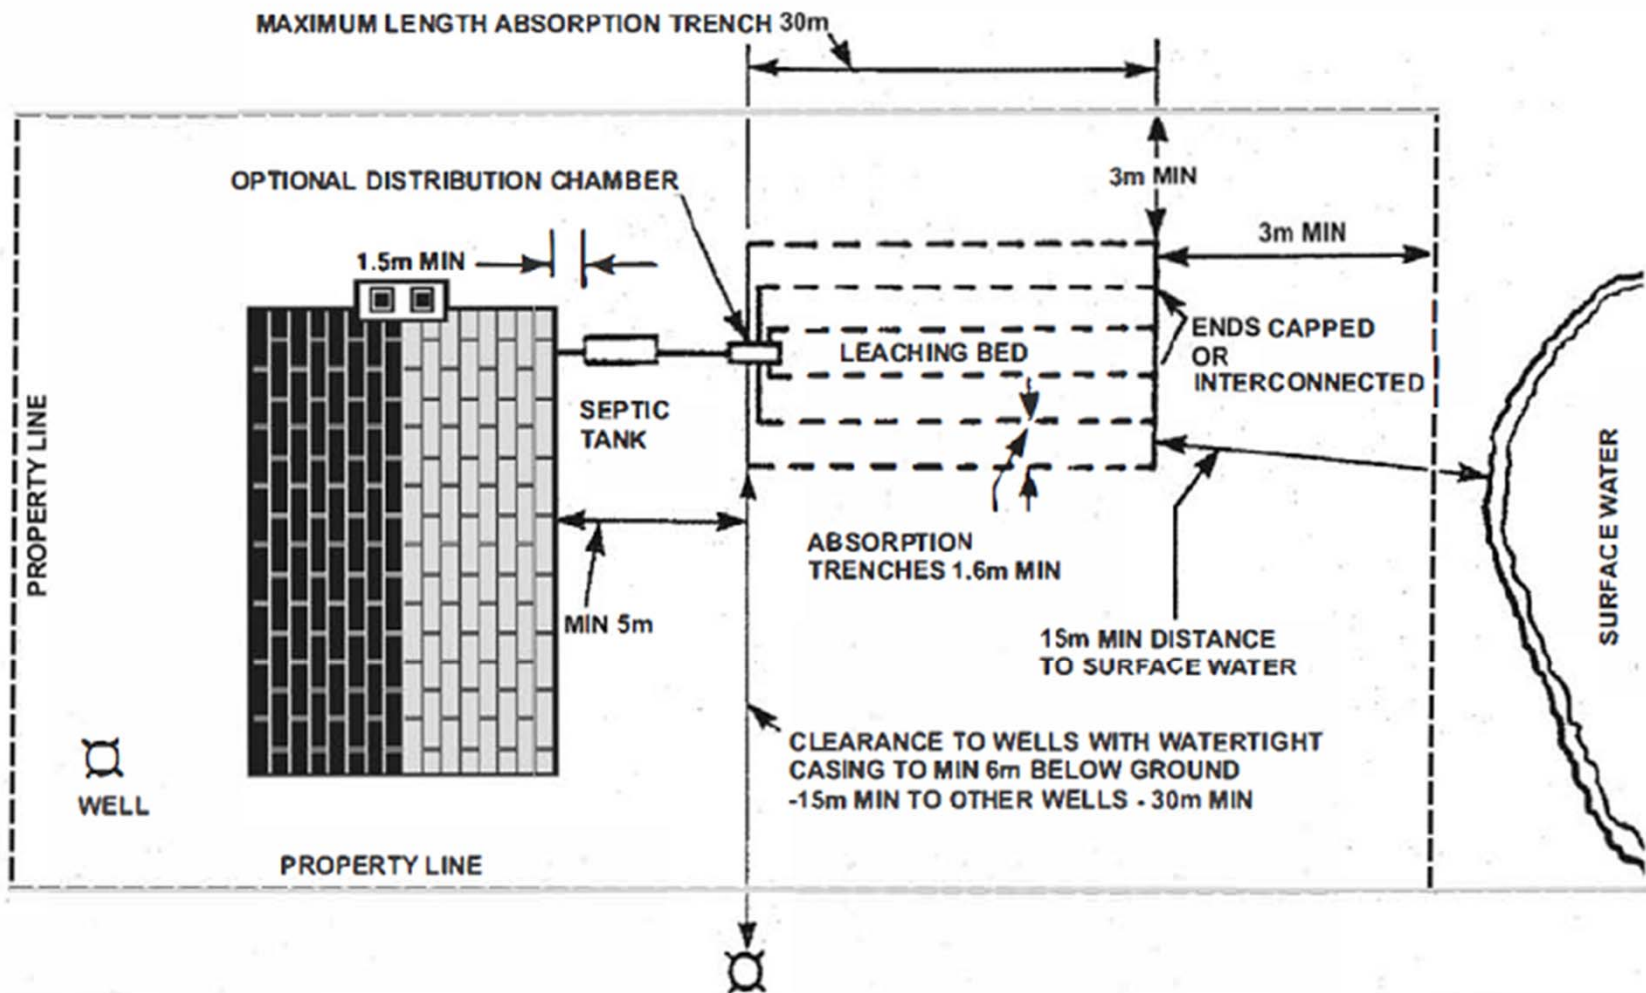 MAXIMUM LENGTH ABSORPTION TRENCH 30m
OPTIONAL DISTRIBUTION CHAMBER
3m MIN
3m MIN
1.5m MIN
ENDS CAPPED
OR
INTERCONNECTED
LEACHING BED
SEPTIC
TANK
PROPERTY LINE
SURFACE WATER
ABSORPTION
TRENCHES 1.6m MIN
MIN 5m
15m MIN DISTANCE
TO SURFACE WATER
CLEARANCE TO WELLS WITH WATERTIGHT
CASING TO MIN 6m BELOW GROUND
-15m MIN TO OTHER WELLS - 30m MIN
WELL
PROPERTY LINE